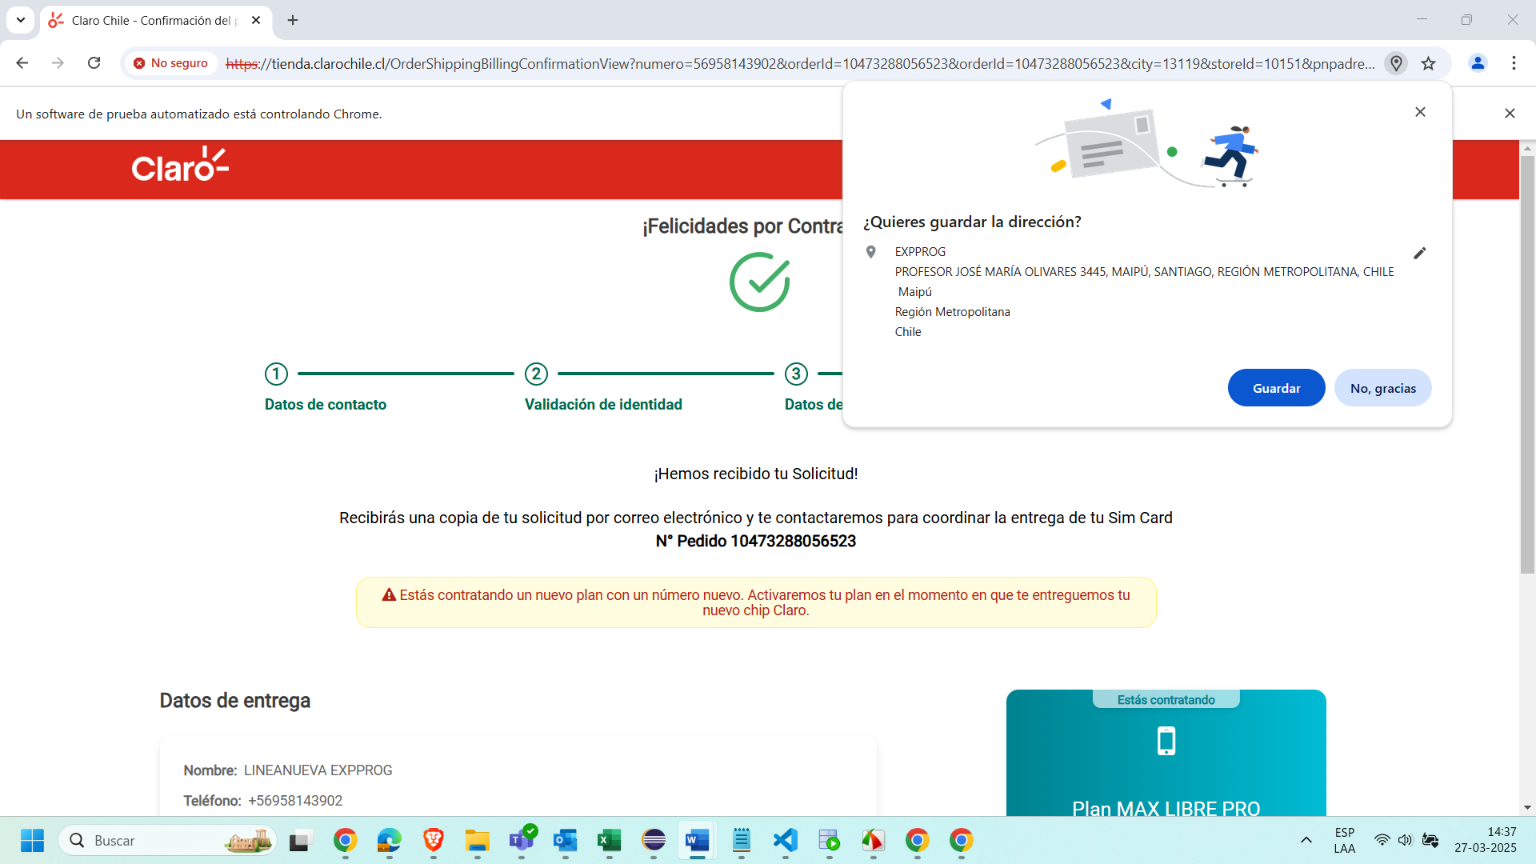 Claro Chile - Confirmación del p
No seguro
https://tienda.clarochile.cl/OrderShippingBillingConfirmationView?numero=56958143902&orderId=10473288056523&orderId=10473288056523&city=13119&storeId=10151&pnpadre...
Un software de prueba automatizado está controlando Chrome.
Claro
¡Felicidades por Contra
¿Quieres guardar la dirección?
EXPPROG
PROFESOR JOSÉ MARÍA OLIVARES 3445, MAIPÚ, SANTIAGO, REGIÓN METROPOLITANA, CHILE
Maipú
Región Metropolitana
Chile
Guardar
No, gracias
1
2
3
Datos de contacto
Validación de identidad
Datos de
¡Hemos recibido tu Solicitud!
Recibirás una copia de tu solicitud por correo electrónico y te contactaremos para coordinar la entrega de tu Sim Card
N° Pedido 10473288056523
Estás contratando un nuevo plan con un número nuevo. Activaremos tu plan en el momento en que te entreguemos tu
nuevo chip Claro.
Datos de entrega
Estás contratando
Nombre: LINEANUEVA EXPPROG
Teléfono: +56958143902
Plan MAX LIBRE PRO
Buscar
ESP
LAA
14:37
27-03-2025